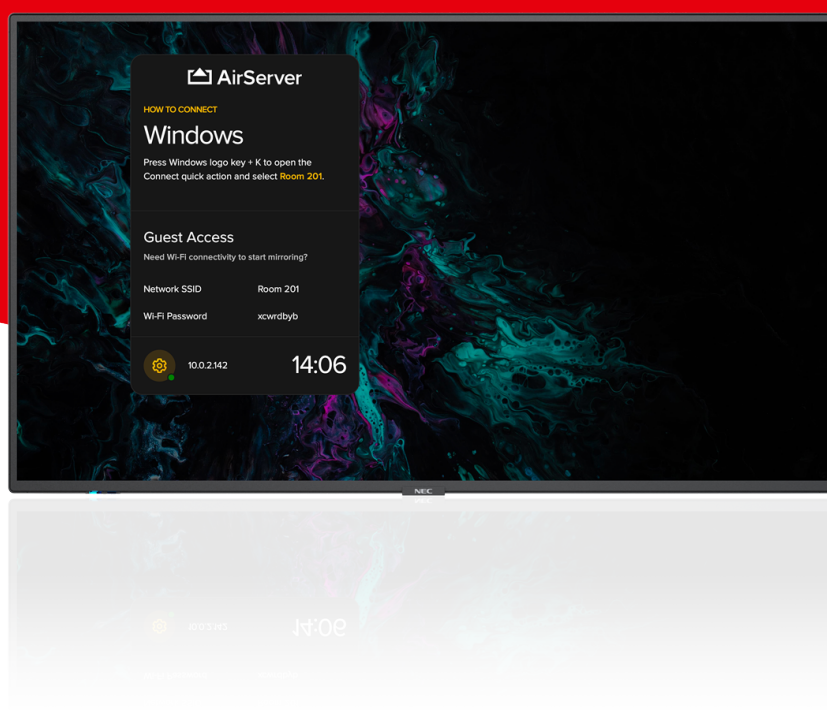 AirServer
HOW TO CONNECT
Windows
Press Windows logo key + K to open the
Connect quick action and select Room 201.
Guest Access
Need Wi-Fi connectivity to start mirroring?
Network SSID Room 201
Wi-Fi Password xcwrdbyb
10.0.2.142 14:06
NEC